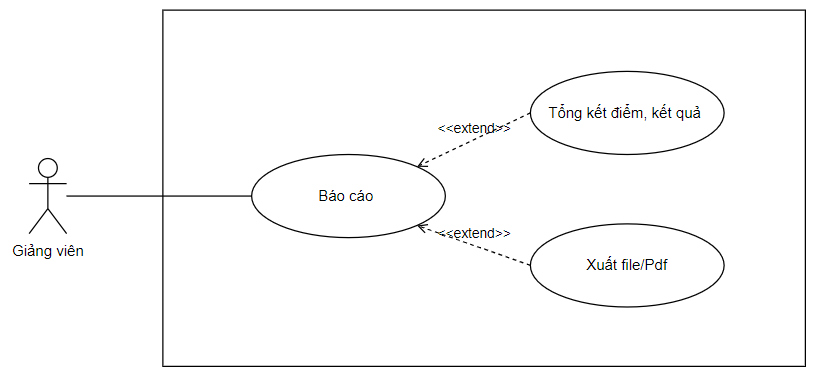 Tổng kết điểm, kết quả
<<extend>>
Báo cáo
Giảng viên
<<extend>>
Xuất file/Pdf